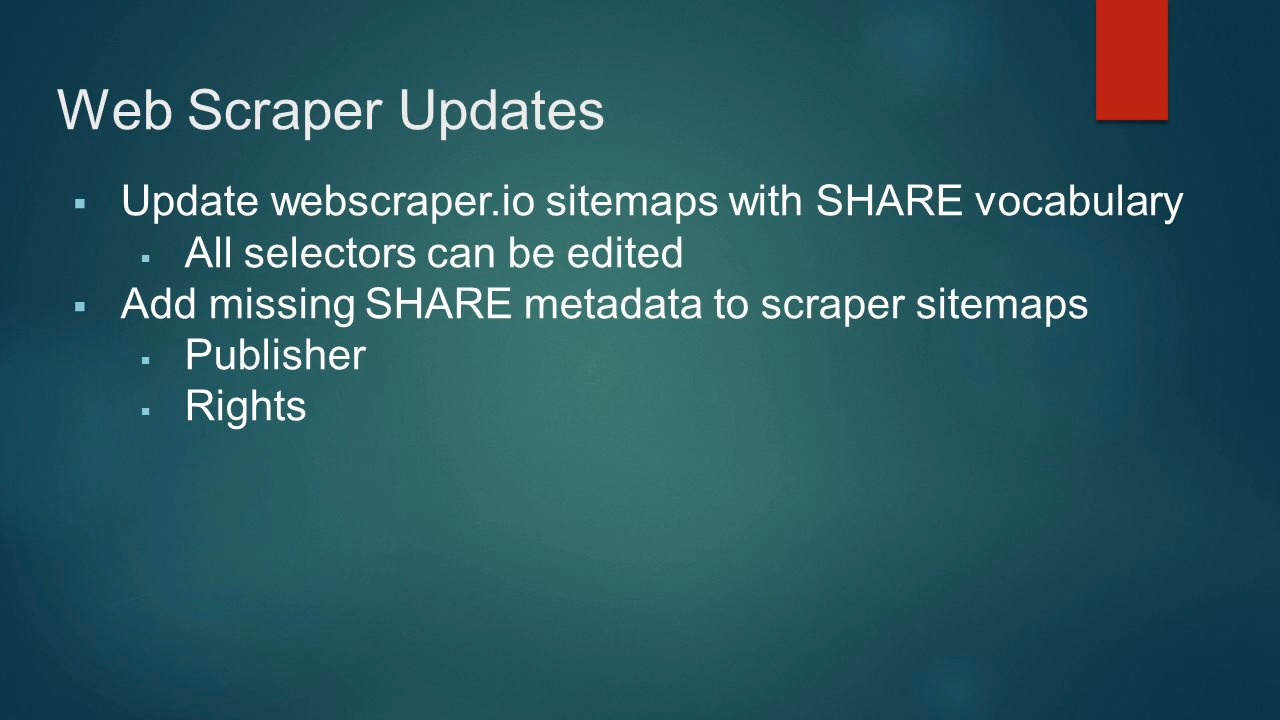 Web Scraper Updates
Update webscraper.io sitemaps with SHARE vocabulary
All selectors can be edited
Add missing SHARE metadata to scraper sitemaps
Publisher
Rights